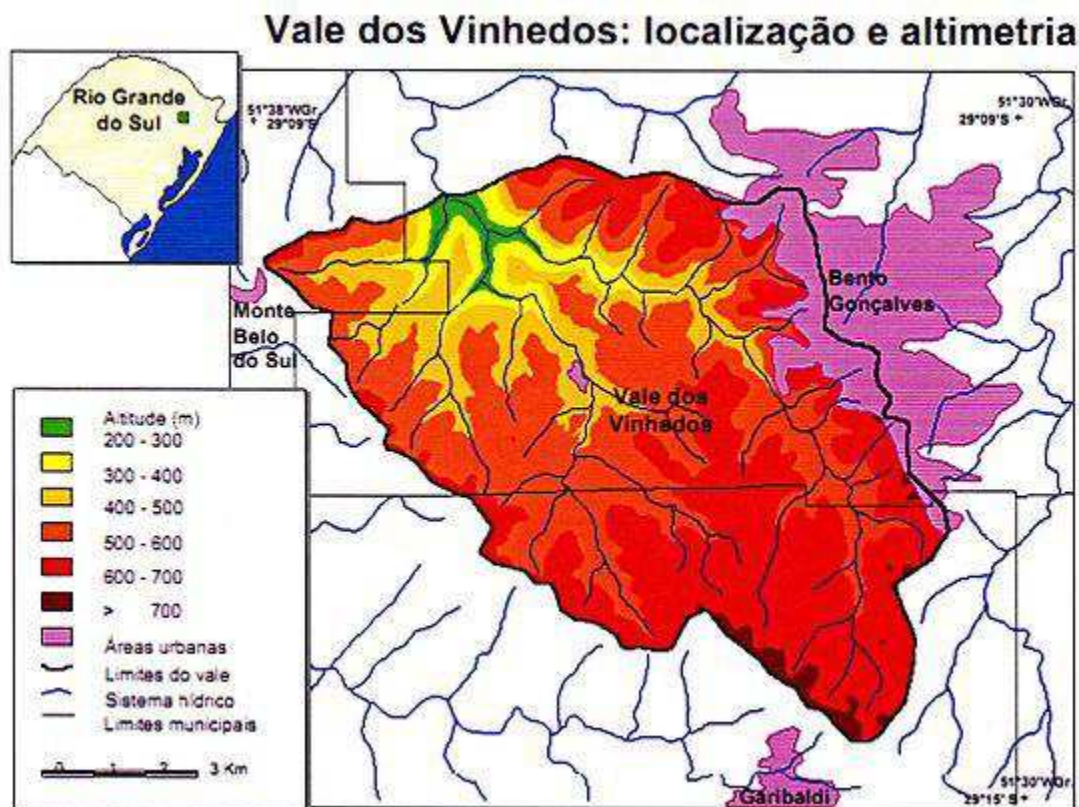 Vale dos Vinhedos: localização e altimetria
Rio Grande
do Sul
51°38'WGr.
29°09'S
51°30'WGr.
29°09'S
Bento
Gonçalves
Monte
Belo
do Sul
Vale dos
Vinhedos
Altitude (m)
200 - 300
300 - 400
400 - 500
500 - 600
600 - 700
> 700
Áreas urbanas
Limites do vale
Sistema hídrico
Limites municipais
0 1 2 3 Km
Garibaldi
51°30'WGr.
29°15'S